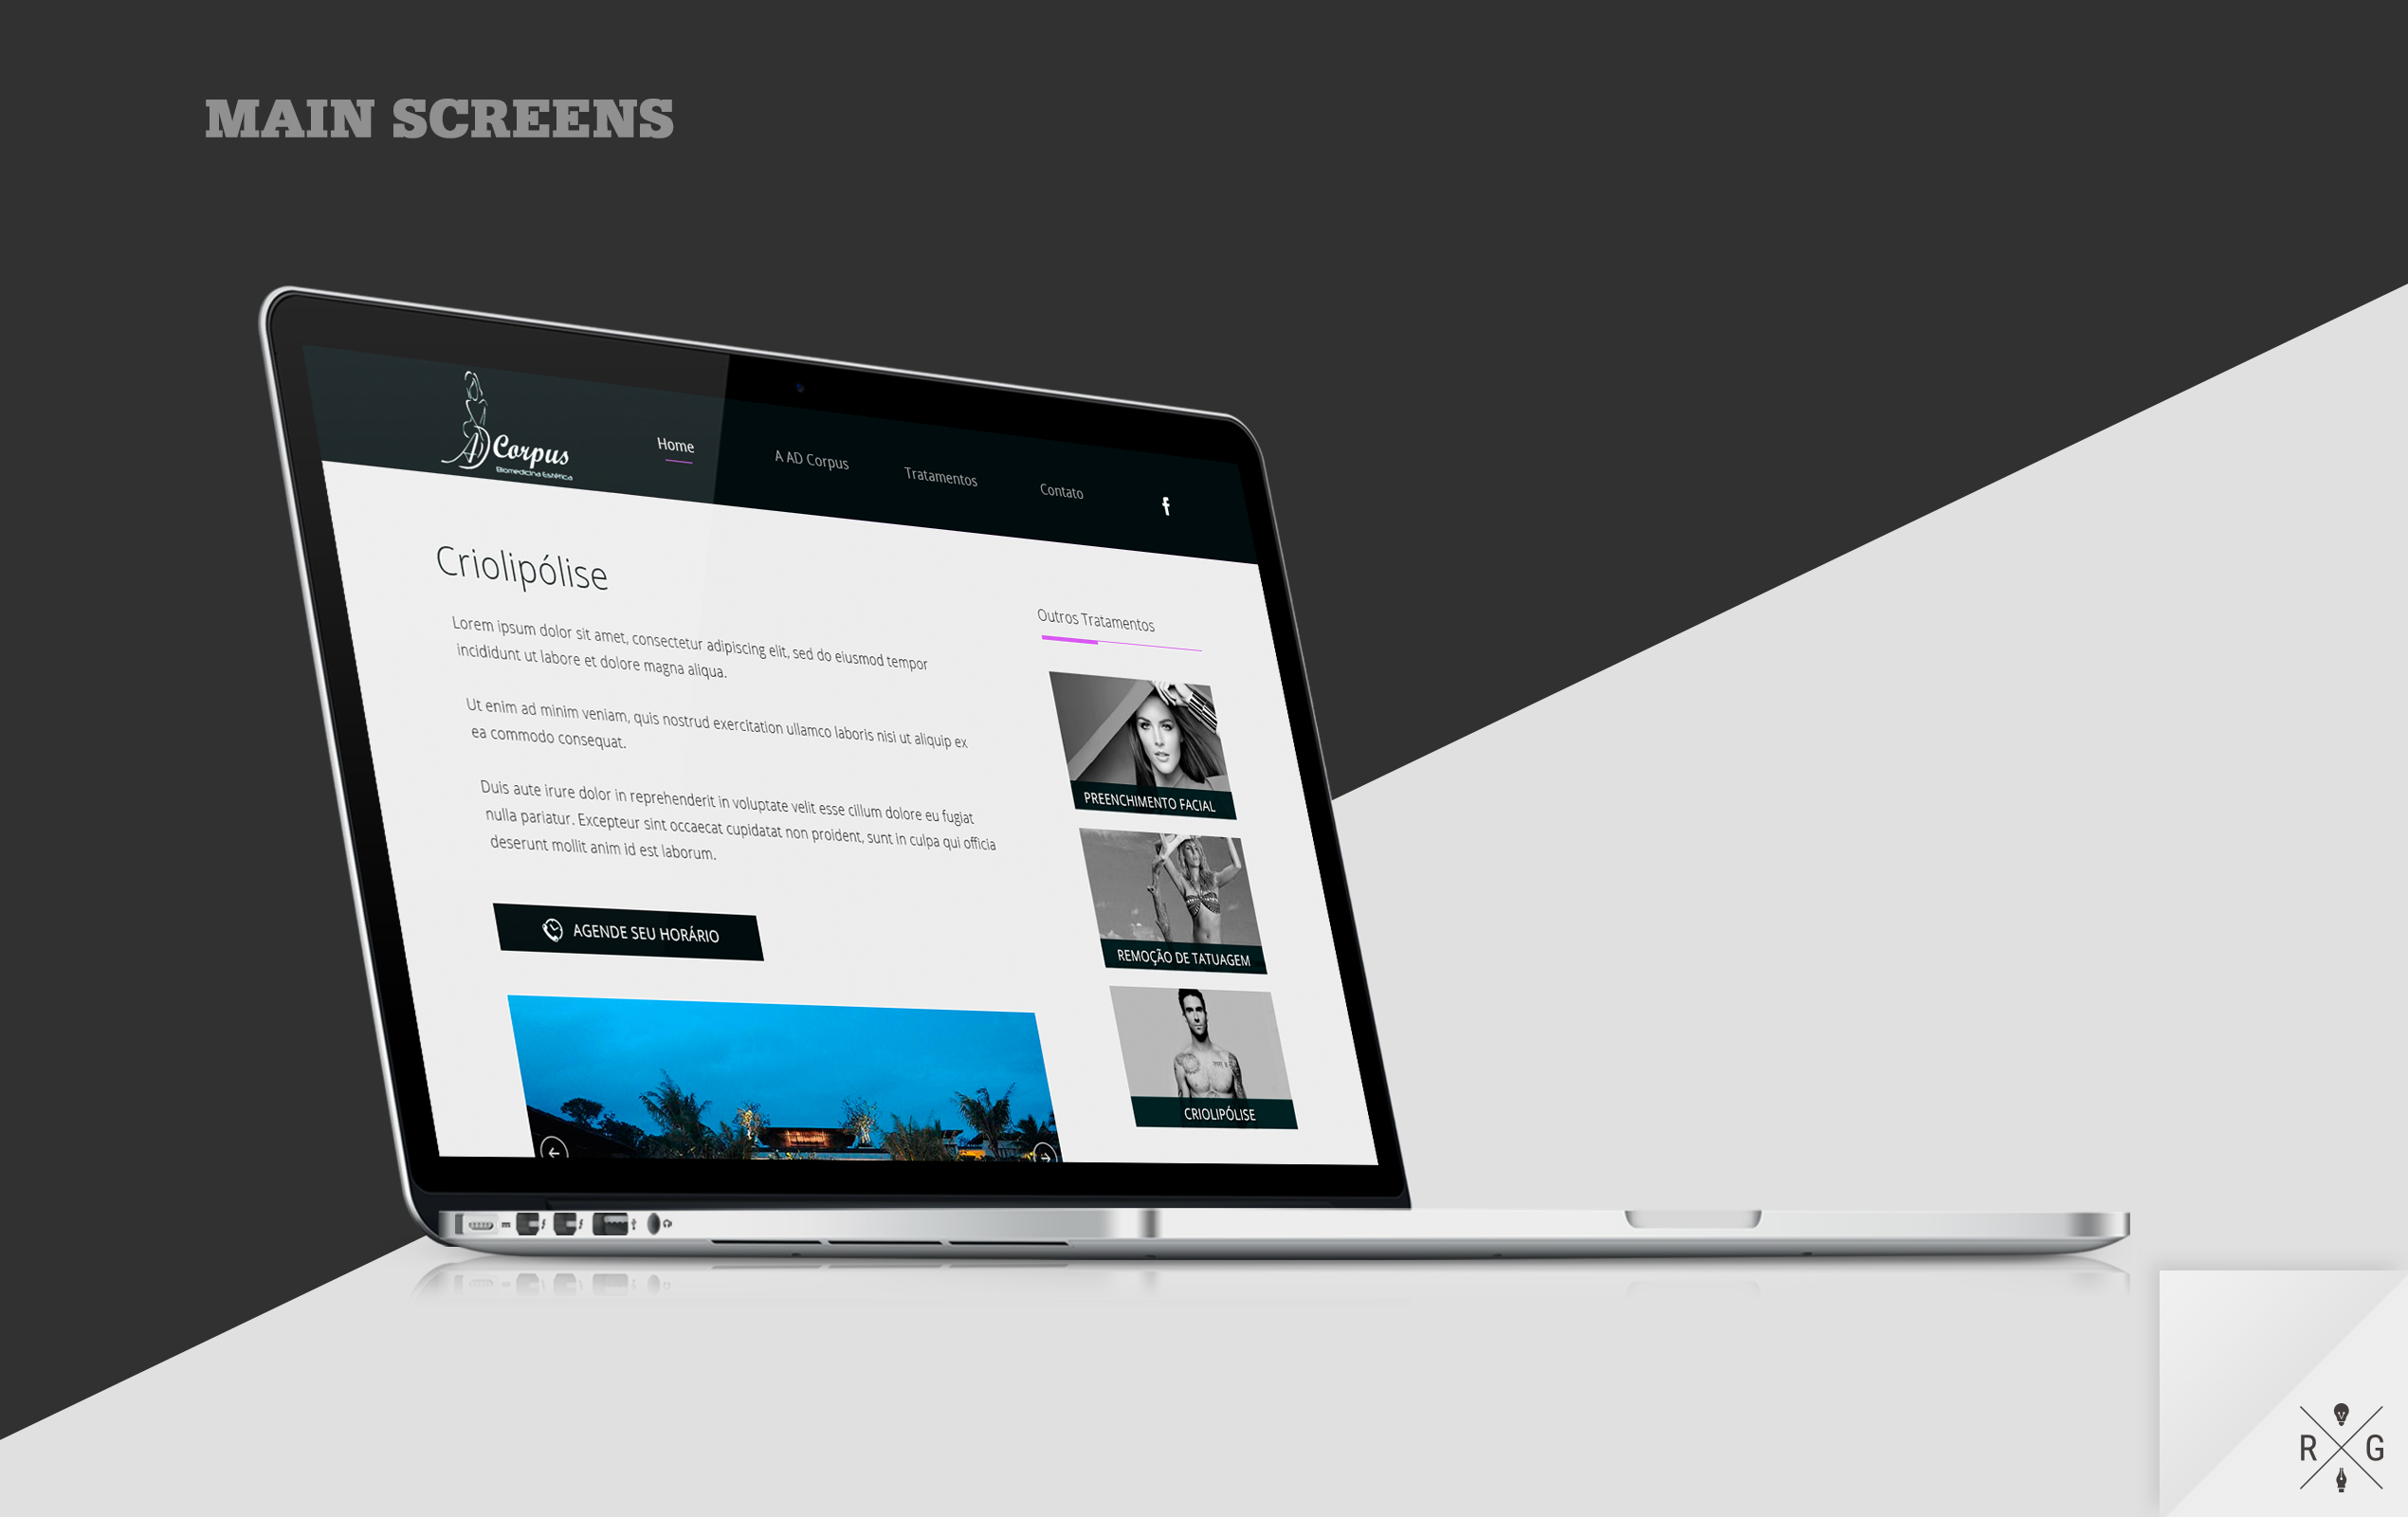 MAIN SCREENS
AD Corpus
Biomedicina Estética
Home
A AD Corpus
Tratamentos
Contato
f
Criolipólise
Lorem ipsum dolor sit amet, consectetur adipiscing elit, sed do eiusmod tempor
incididunt ut labore et dolore magna aliqua.
Ut enim ad minim veniam, quis nostrud exercitation ullamco laboris nisi ut aliquip ex
ea commodo consequat.
Duis aute irure dolor in reprehenderit in voluptate velit esse cillum dolore eu fugiat
nulla pariatur. Excepteur sint occaecat cupidatat non proident, sunt in culpa qui officia
deserunt mollit anim id est laborum.
AGENDE SEU HORÁRIO
Outros Tratamentos
PREENCHIMENTO FACIAL
REMOÇÃO DE TATUAGEM
CRIOLIPÓLISE
R G